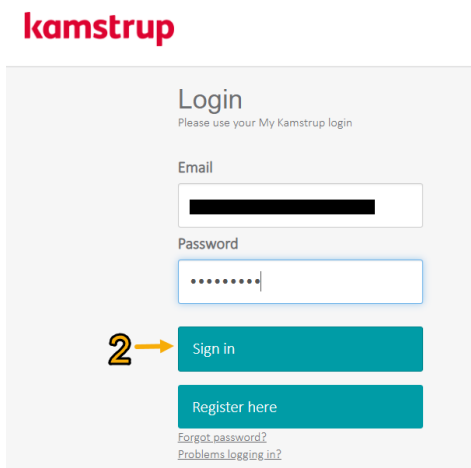 kamstrup
Login
Please use your My Kamstrup login
Email
Password
2
Sign in
Register here
Forgot password?
Problems logging in?